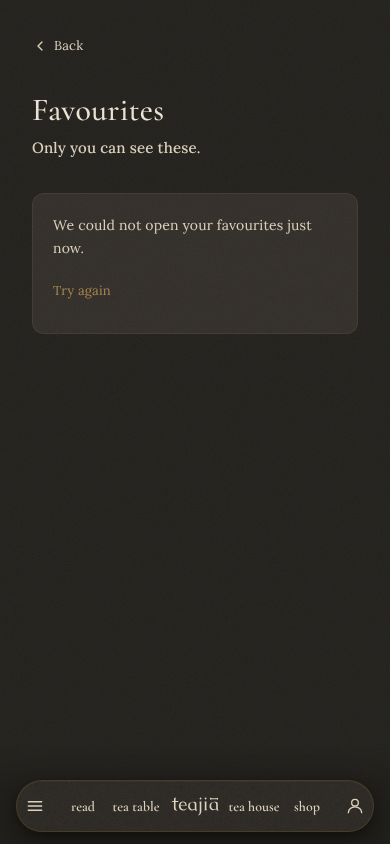 Back
Favourites
Only you can see these.
We could not open your favourites just
now.
Try again
read tea table teajiā tea house shop